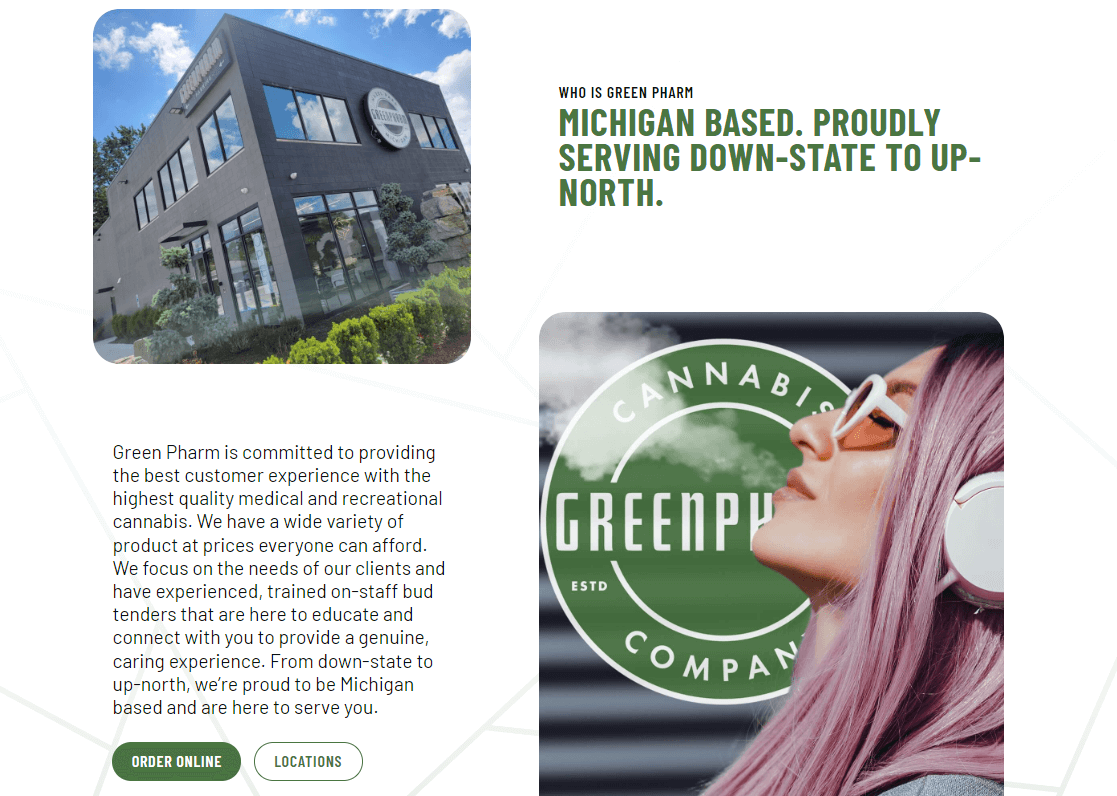 GREENPHARM
GREENPHARM
WHO IS GREEN PHARM
MICHIGAN BASED. PROUDLY
SERVING DOWN-STATE TO UP-
NORTH.
CANNABIS
GREENPH
ESTD
COMPAN
Green Pharm is committed to providing
the best customer experience with the
highest quality medical and recreational
cannabis. We have a wide variety of
product at prices everyone can afford.
We focus on the needs of our clients and
have experienced, trained on-staff bud
tenders that are here to educate and
connect with you to provide a genuine,
caring experience. From down-state to
up-north, we’re proud to be Michigan
based and are here to serve you.
ORDER ONLINE
LOCATIONS